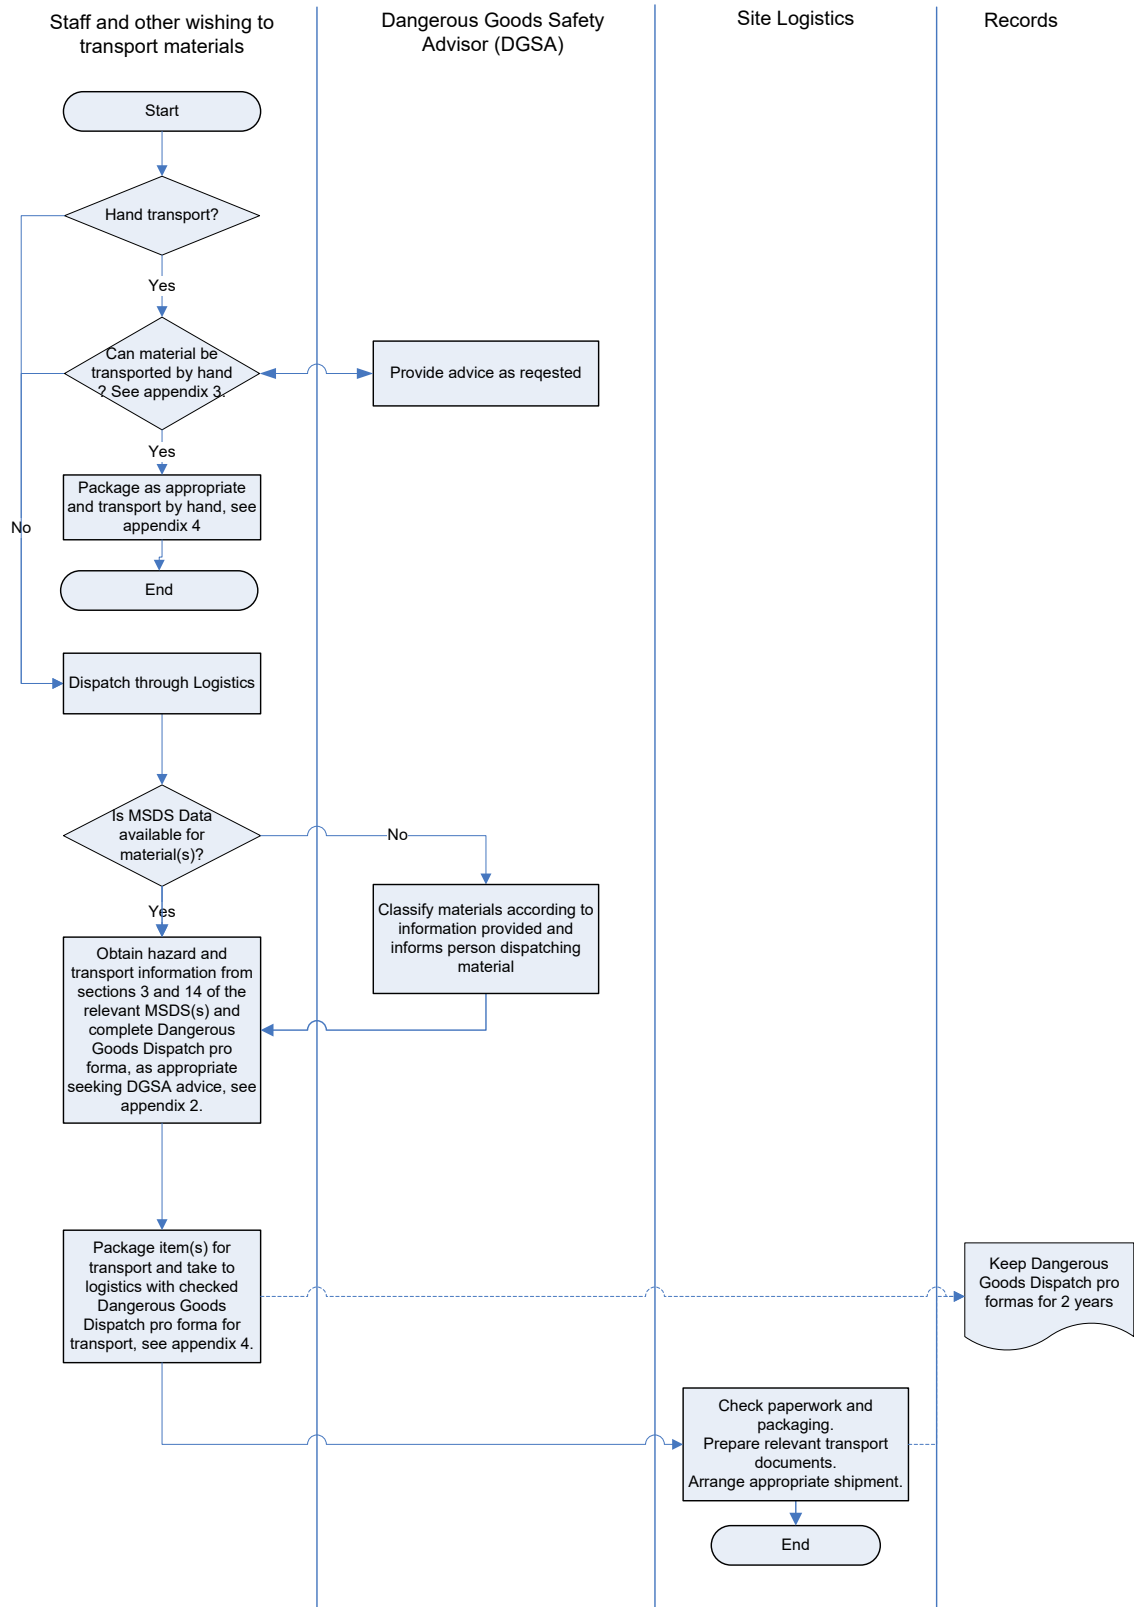 Staff and other wishing to
transport materials
Dangerous Goods Safety
Advisor (DGSA)
Site Logistics
Records
Start
Hand transport?
Yes
Can material be
transported by hand
? See appendix 3.
Provide advice as reqested
Yes
Package as appropriate
and transport by hand, see
appendix 4
No
End
Dispatch through Logistics
Is MSDS Data
available for
material(s)?
No
Yes
Classify materials according to
information provided and
informs person dispatching
material
Obtain hazard and
transport information from
sections 3 and 14 of the
relevant MSDS(s) and
complete Dangerous
Goods Dispatch pro
forma, as appropriate
seeking DGSA advice, see
appendix 2.
Package item(s) for
transport and take to
logistics with checked
Dangerous Goods
Dispatch pro forma for
transport, see appendix 4.
Keep Dangerous
Goods Dispatch pro
formas for 2 years
Check paperwork and
packaging.
Prepare relevant transport
documents.
Arrange appropriate shipment.
End